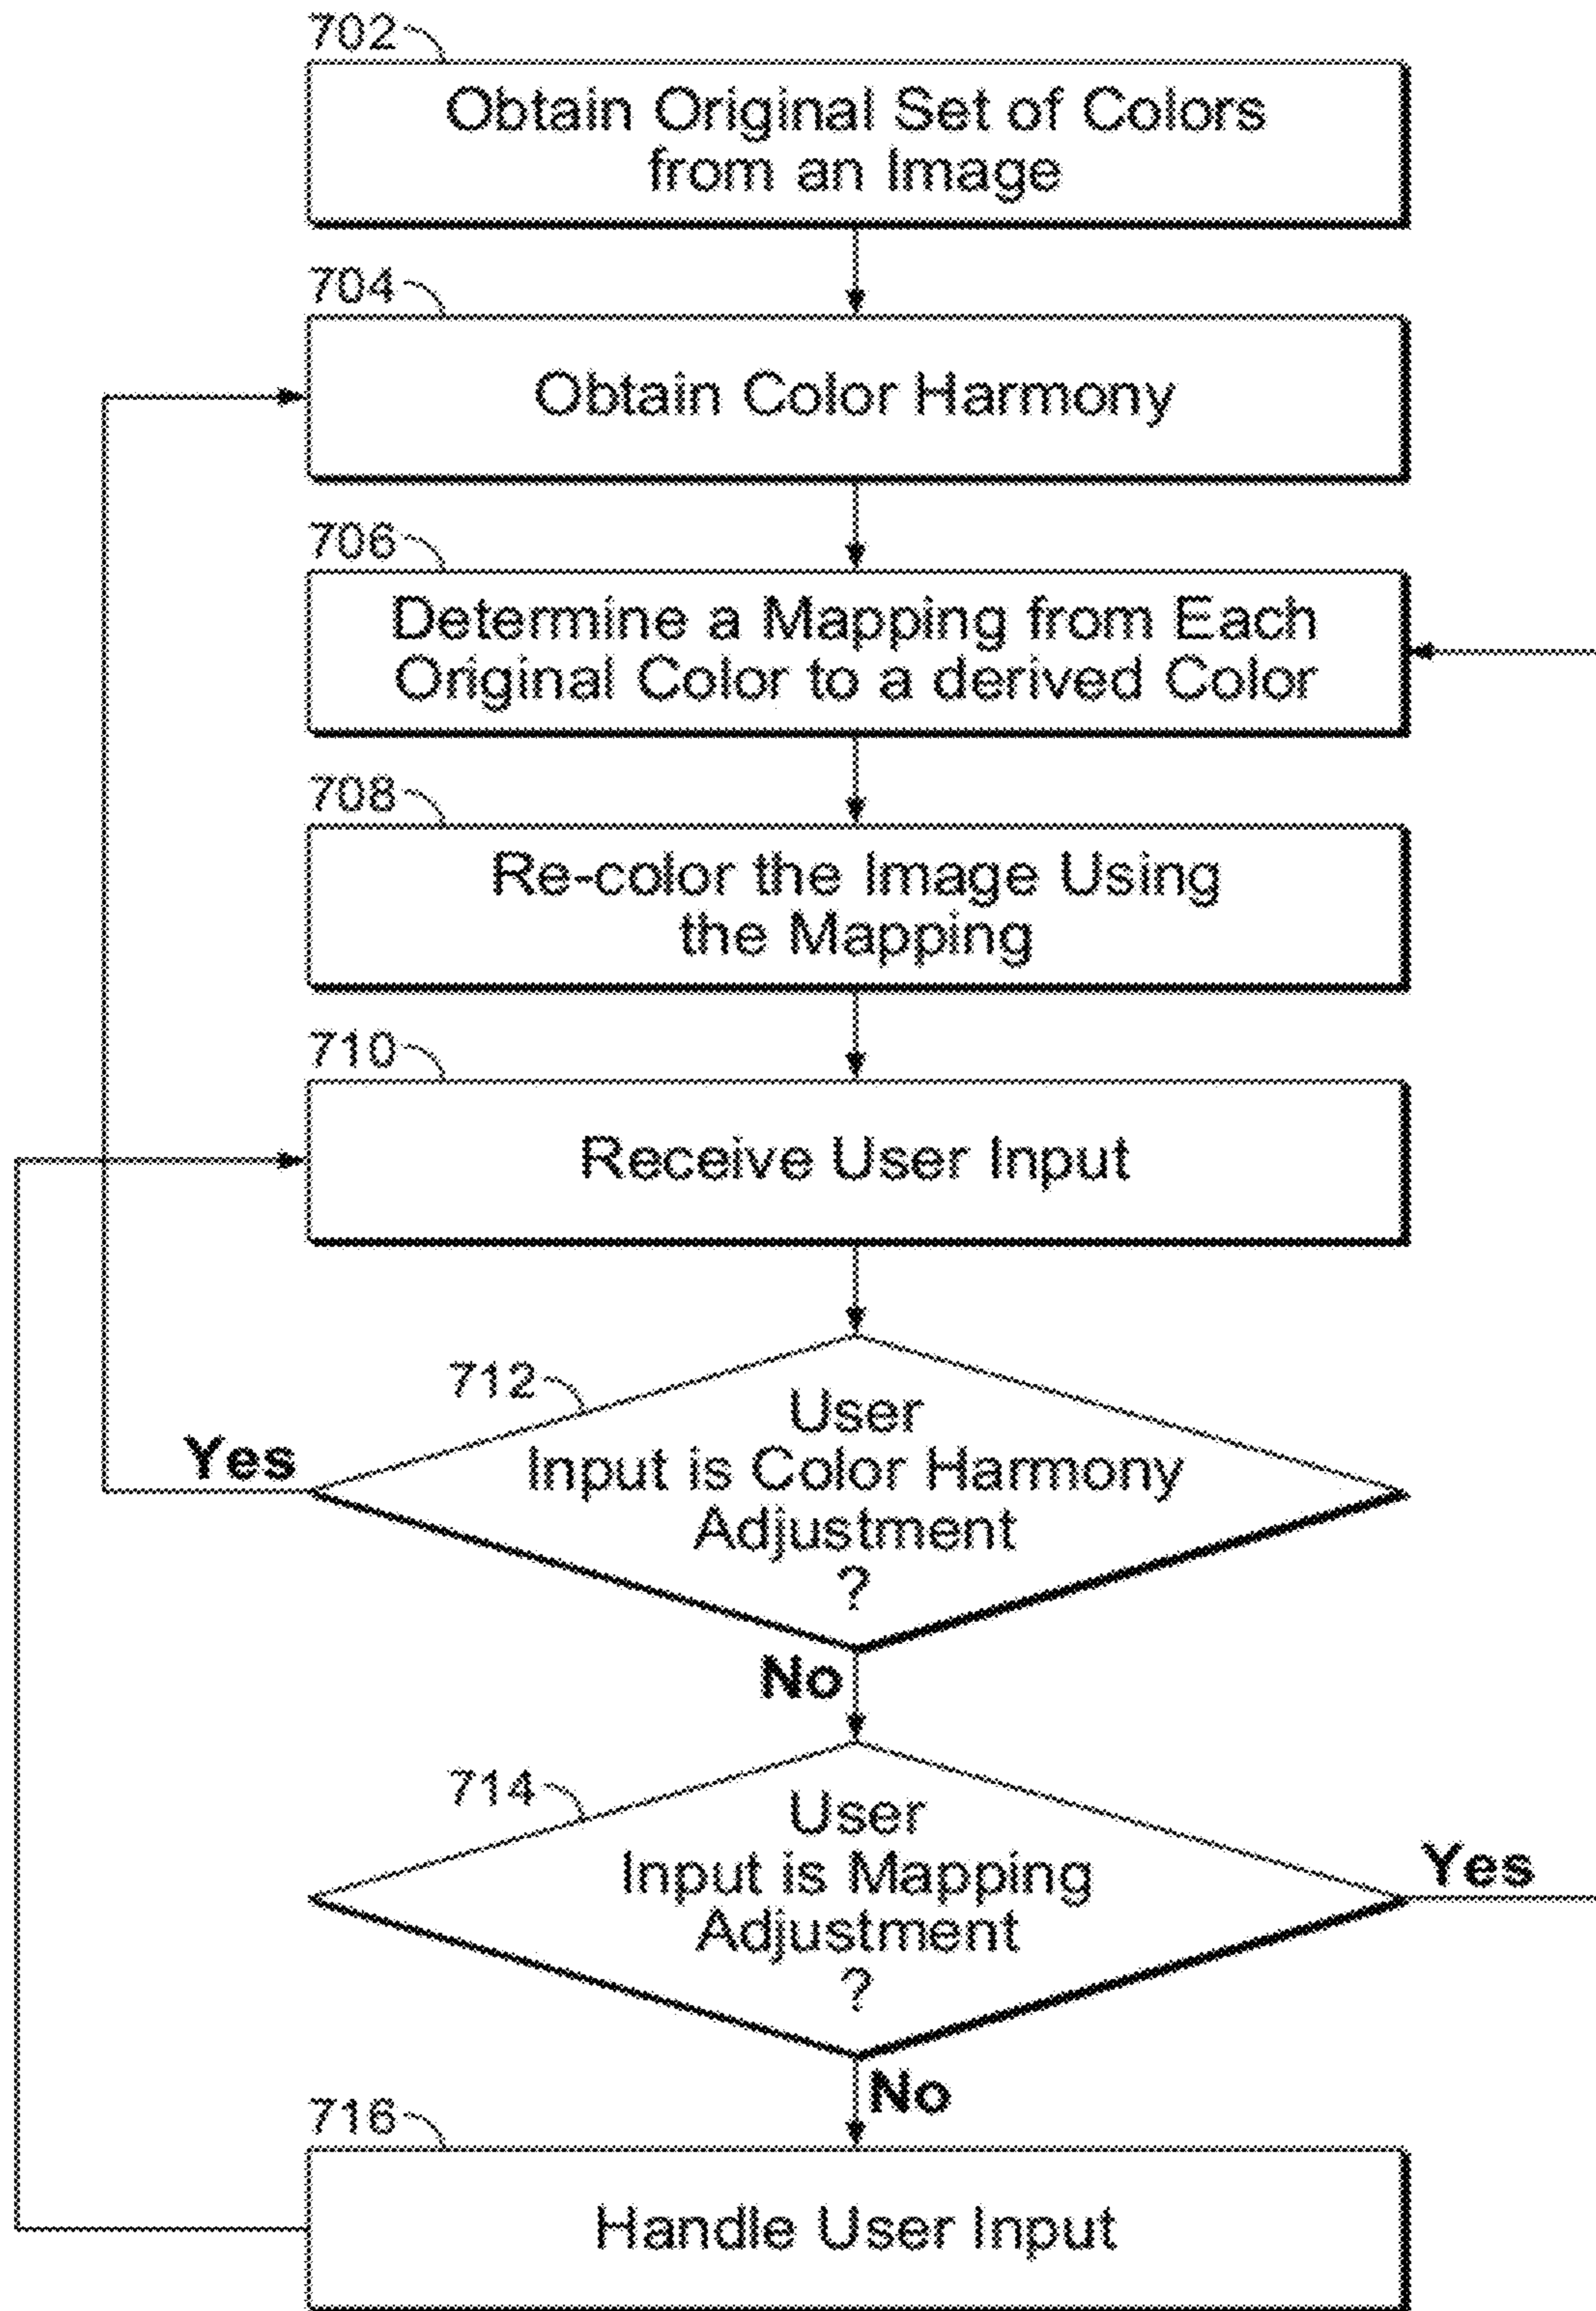 702
Obtain Original Set of Colors
from an Image
704
Obtain Color Harmony
706
Determine a Mapping from Each
Original Color to a derived Color
708
Re-color the Image Using
the Mapping
710
Receive User Input
712
User
Input is Color Harmony
Adjustment
?
Yes
No
714
User
Input is Mapping
Adjustment
?
Yes
No
716
Handle User Input